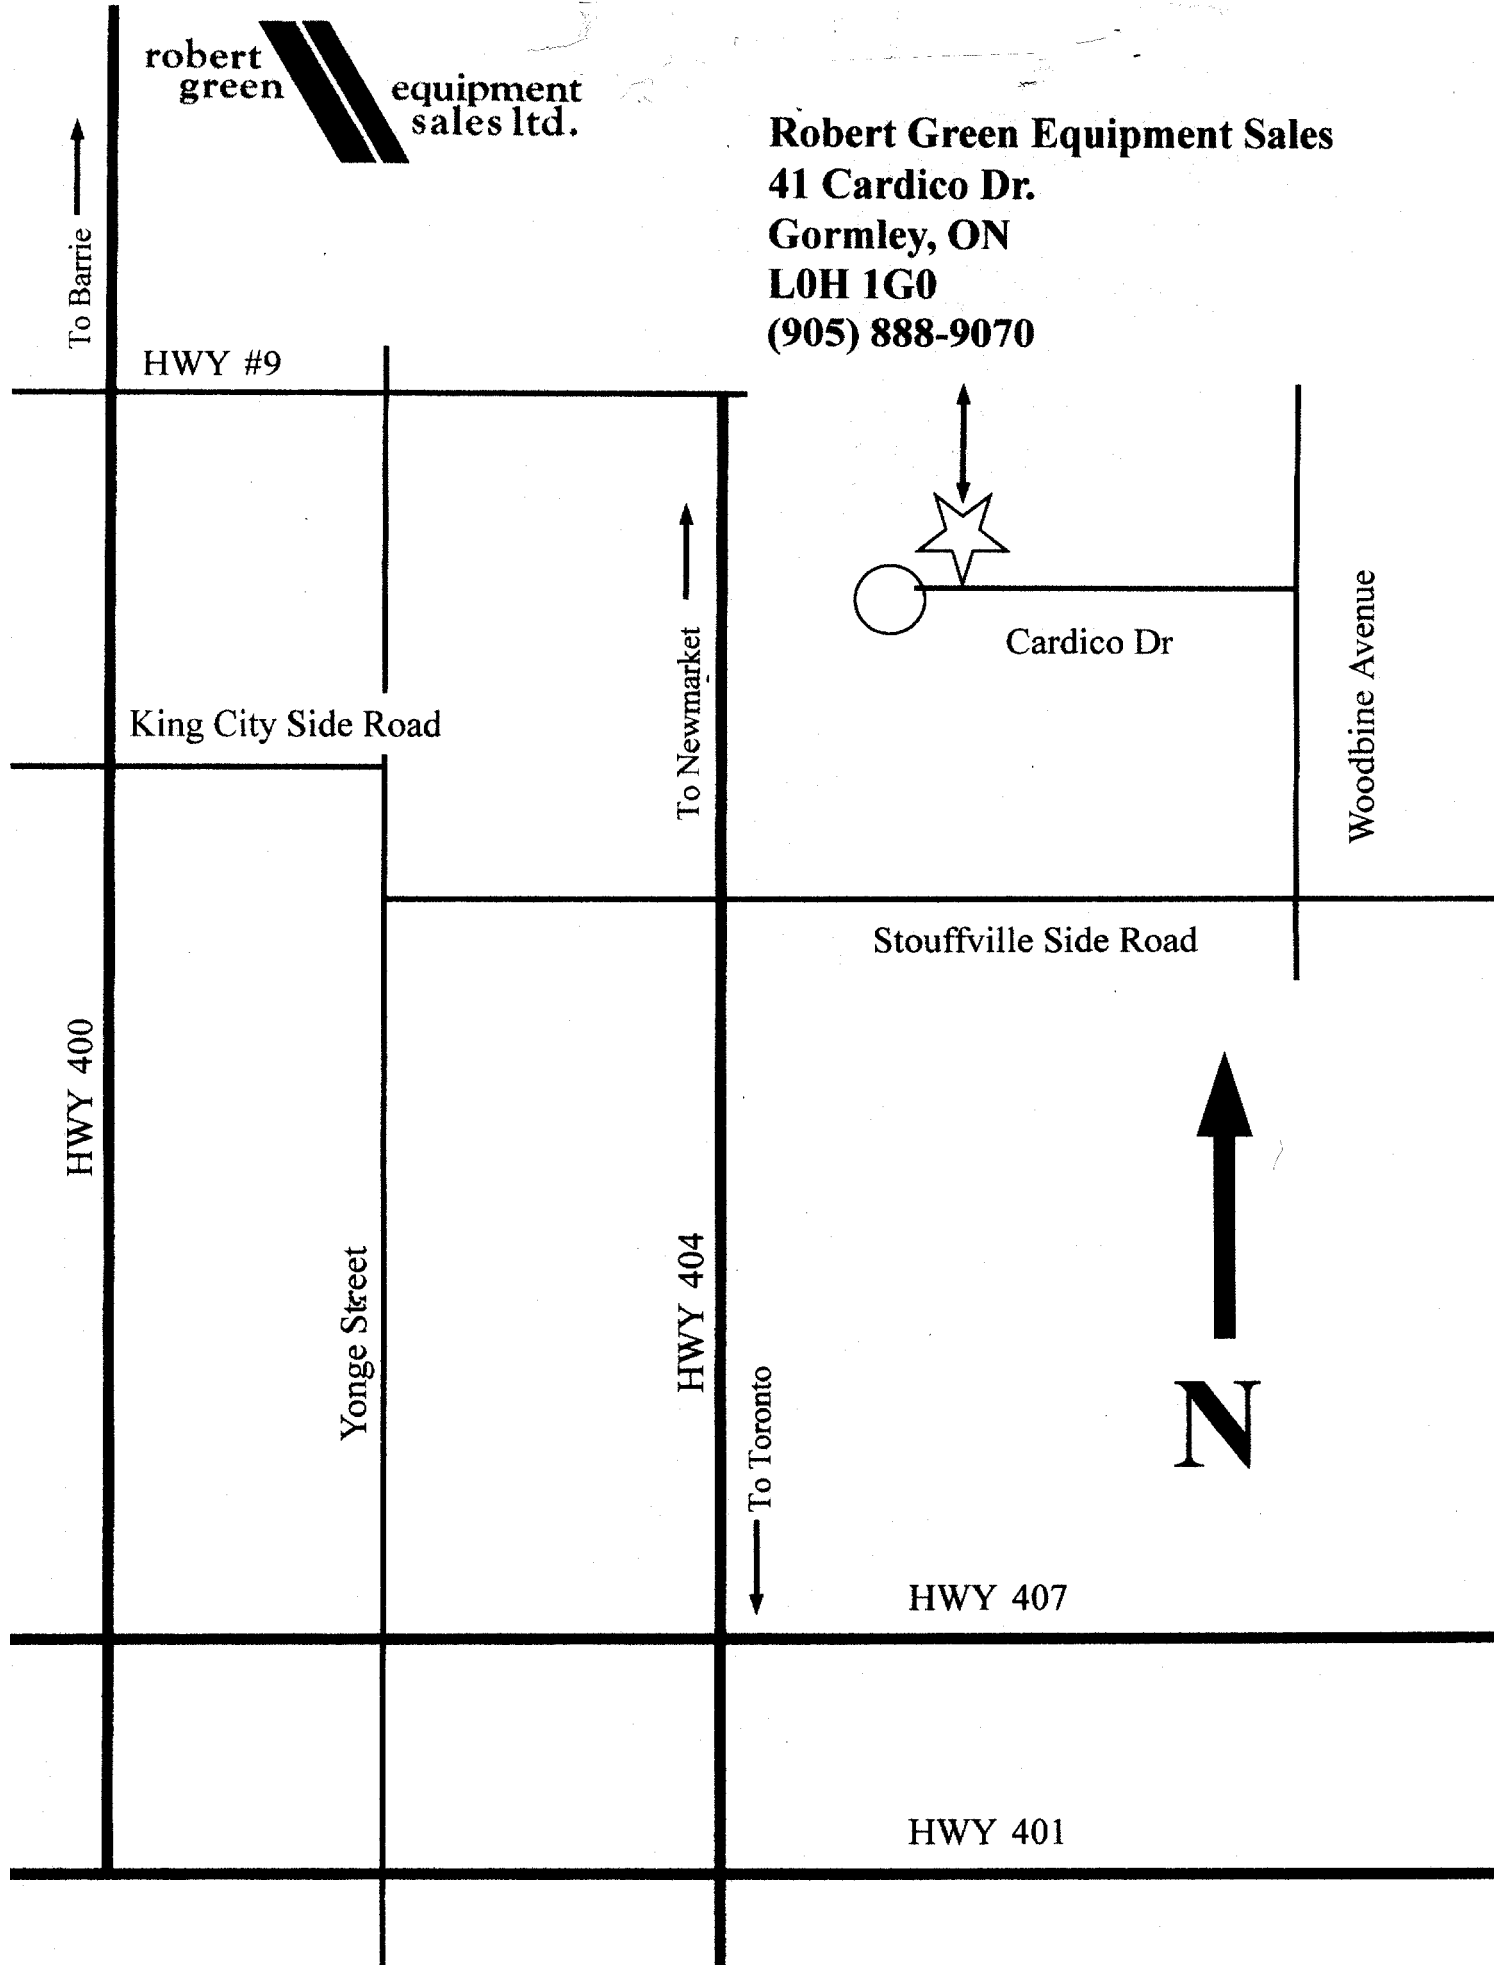 robert
green
equipment
sales ltd.
Robert Green Equipment Sales
41 Cardico Dr.
Gormley, ON
L0H 1G0
(905) 888-9070
To Barrie
HWY #9
Cardico Dr
Woodbine Avenue
To Newmarket
King City Side Road
Stouffville Side Road
HWY 400
Yonge Street
HWY 404
To Toronto
N
HWY 407
HWY 401